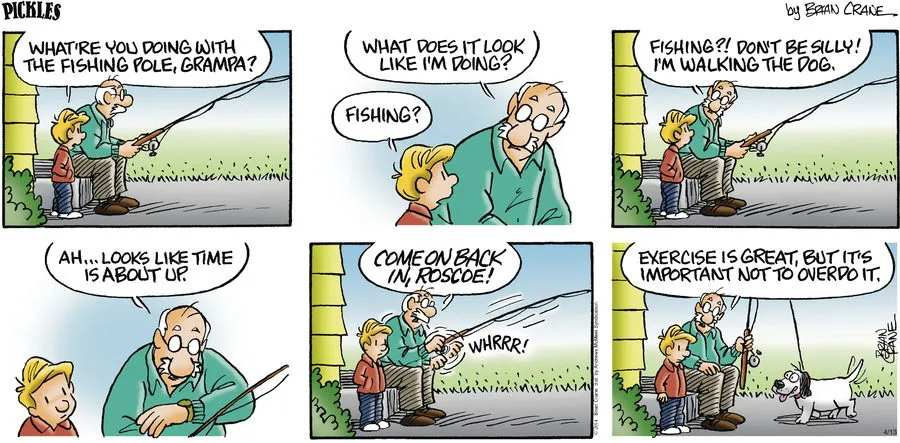 PICKLES
by BRIAN CRANE
WHAT'RE YOU DOING WITH
THE FISHING POLE, GRAMPA?
WHAT DOES IT LOOK
LIKE I'M DOING?
FISHING?
FISHING?! DON'T BE SILLY!
I'M WALKING THE DOG.
AH... LOOKS LIKE TIME
IS ABOUT UP.
COME ON BACK
IN, ROSCOE!
WHRRR!
EXERCISE IS GREAT, BUT IT'S
IMPORTANT NOT TO OVERDO IT.
BRIAN
CRANE
4/13